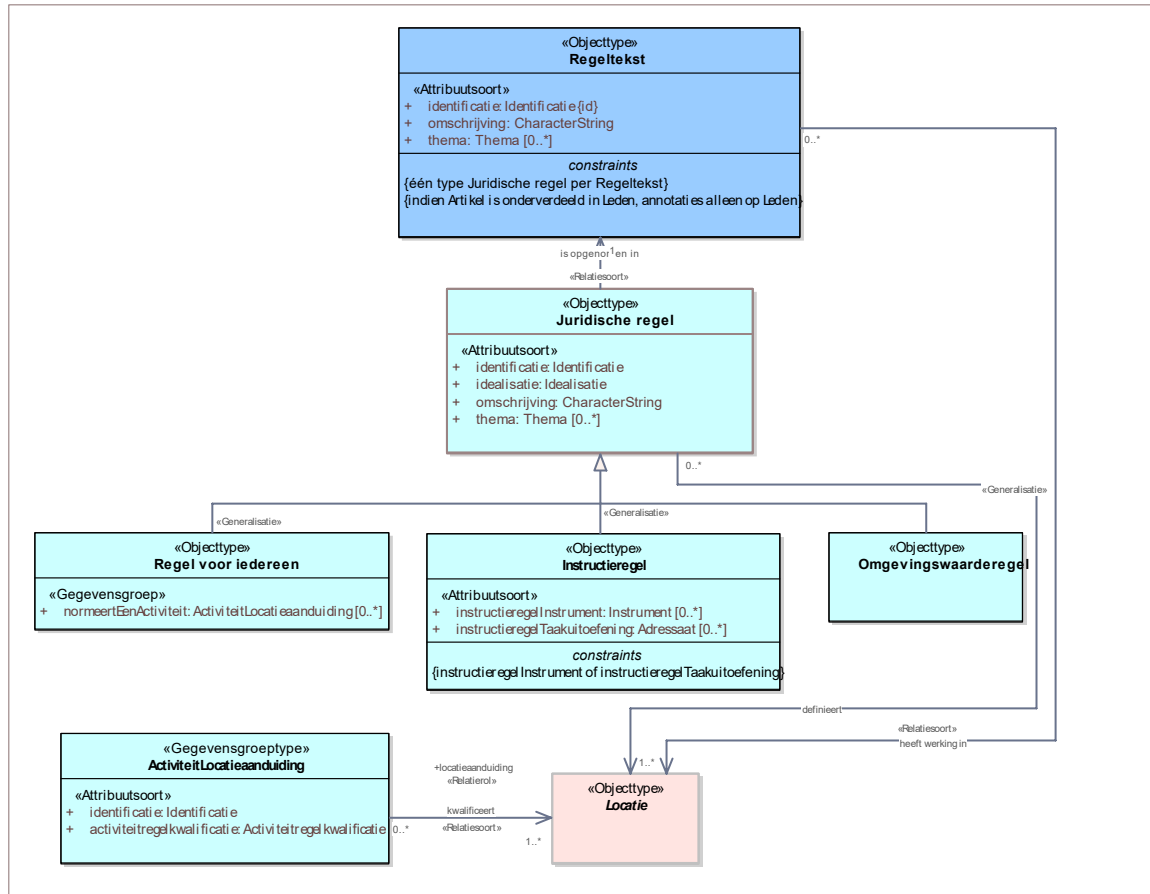 «Objecttype»
Regeltekst
«Attribuutsoort»
+ identificatie: Identificatie{id}
+ omschrijving: CharacterString
+ thema: Thema [0..*]
constraints
{één type Juridische regel per Regeltekst}
{indien Artikel is onderverdeeld in Leden, annotaties alleen op Leden}
0..*
is opgenomen in
1
«Relatiesoort»
«Objecttype»
Juridische regel
«Attribuutsoort»
+ identificatie: Identificatie
+ idealisatie: Idealisatie
+ omschrijving: CharacterString
+ thema: Thema [0..*]
0..*
«Generalisatie»
«Generalisatie»
«Generalisatie»
«Objecttype»
Regel voor iedereen
«Gegevensgroep»
+ normeertEenActiviteit: ActiviteitLocatieaanduiding [0..*]
«Objecttype»
Instructieregel
«Attribuutsoort»
+ instructieregelInstrument: Instrument [0..*]
+ instructieregelTaakuitoefening: Adressaat [0..*]
constraints
{instructieregelInstrument of instructieregelTaakuitoefening}
«Objecttype»
Omgevingswaarderegel
definieert
«Relatiesoort»
heeft werking in
1..*
«Gegevensgroeptype»
ActiviteitLocatieaanduiding
«Attribuutsoort»
+ identificatie: Identificatie
+ activiteitregelkwalificatie: Activiteitregelkwalificatie
0..*
+locatieaanduiding
«Relatierol»
kwalificeert
«Relatiesoort»
1..*
«Objecttype»
Locatie